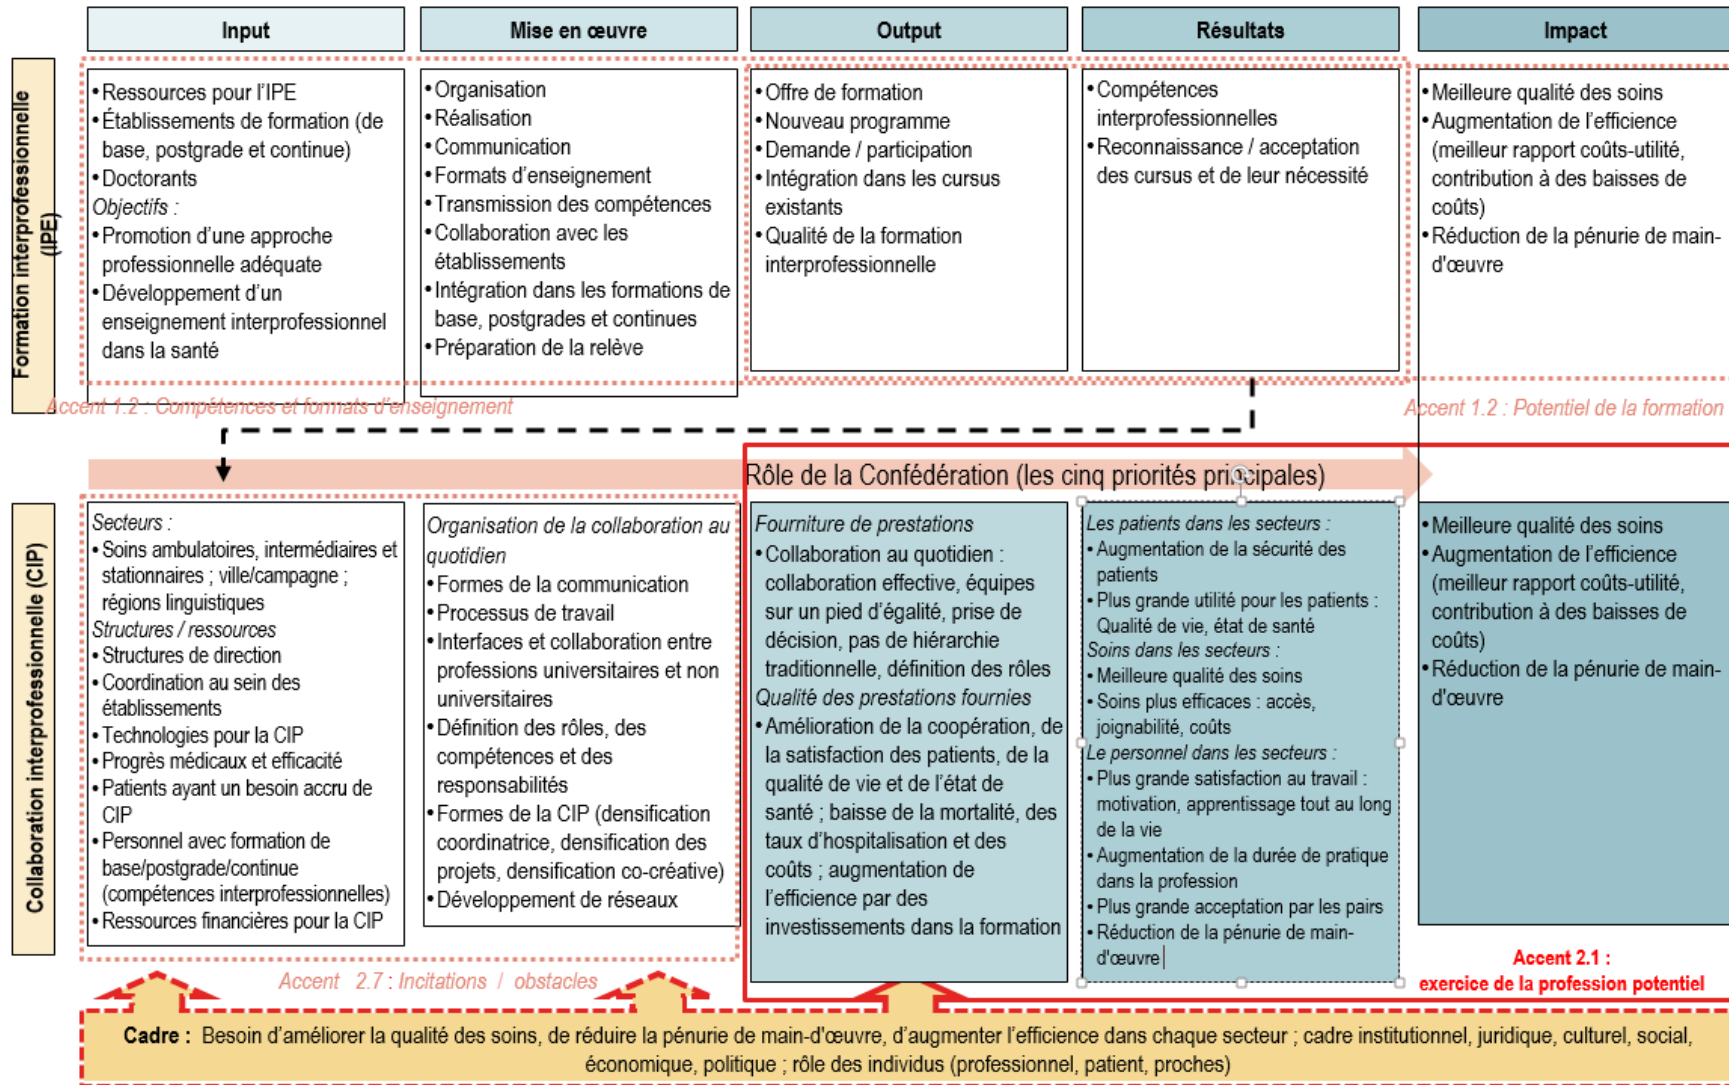 Input
Mise en œuvre
Output
Résultats
Impact
Formation interprofessionnelle
(IPE)
• Ressources pour l'IPE
• Établissements de formation (de
base, postgrade et continue)
• Doctorants
Objectifs :
• Promotion d'une approche
professionnelle adéquate
• Développement d'un
enseignement interprofessionnel
dans la santé
• Organisation
• Réalisation
• Communication
• Formats d'enseignement
• Transmission des compétences
• Collaboration avec les
établissements
• Intégration dans les formations de
base, postgrades et continues
• Préparation de la relève
• Offre de formation
• Nouveau programme
• Demande / participation
• Intégration dans les cursus
existants
• Qualité de la formation
interprofessionnelle
• Compétences
interprofessionnelles
• Reconnaissance / acceptation
des cursus et de leur nécessité
• Meilleure qualité des soins
• Augmentation de l'efficience
(meilleur rapport coûts-utilité,
contribution à des baisses de
coûts)
• Réduction de la pénurie de main-
d'œuvre
Accent 1.2 : Compétences et formats d'enseignement
Accent 1.2 : Potentiel de la formation
Rôle de la Confédération (les cinq priorités principales)
Collaboration interprofessionnelle (CIP)
Secteurs :
• Soins ambulatoires, intermédiaires et
stationnaires ; ville/campagne ;
régions linguistiques
Structures / ressources
• Structures de direction
• Coordination au sein des
établissements
• Technologies pour la CIP
• Progrès médicaux et efficacité
• Patients ayant un besoin accru de
CIP
• Personnel avec formation de
base/postgrade/continue
(compétences interprofessionnelles)
• Ressources financières pour la CIP
Organisation de la collaboration au
quotidien
• Formes de la communication
• Processus de travail
• Interfaces et collaboration entre
professions universitaires et non
universitaires
• Définition des rôles, des
compétences et des
responsabilités
• Formes de la CIP (densification
coordinatrice, densification des
projets, densification co-créative)
• Développement de réseaux
Fourniture de prestations
• Collaboration au quotidien :
collaboration effective, équipes
sur un pied d'égalité, prise de
décision, pas de hiérarchie
traditionnelle, définition des rôles
Qualité des prestations fournies
• Amélioration de la coopération, de
la satisfaction des patients, de la
qualité de vie et de l'état de
santé ; baisse de la mortalité, des
taux d'hospitalisation et des
coûts ; augmentation de
l'efficience par des
investissements dans la formation
Les patients dans les secteurs :
• Augmentation de la sécurité des
patients
• Plus grande utilité pour les patients :
Qualité de vie, état de santé
Soins dans les secteurs :
• Meilleure qualité des soins
• Soins plus efficaces : accès,
joignabilité, coûts
Le personnel dans les secteurs :
• Plus grande satisfaction au travail :
motivation, apprentissage tout au long
de la vie
• Augmentation de la durée de pratique
dans la profession
• Plus grande acceptation par les pairs
• Réduction de la pénurie de main-
d'œuvre
• Meilleure qualité des soins
• Augmentation de l'efficience
(meilleur rapport coûts-utilité,
contribution à des baisses de
coûts)
• Réduction de la pénurie de main-
d'œuvre
Accent 2.7 : Incitations / obstacles
Accent 2.1 :
exercice de la profession potentiel
Cadre : Besoin d'améliorer la qualité des soins, de réduire la pénurie de main-d'œuvre, d'augmenter l'efficience dans chaque secteur ; cadre institutionnel, juridique, culturel, social,
économique, politique ; rôle des individus (professionnel, patient, proches)